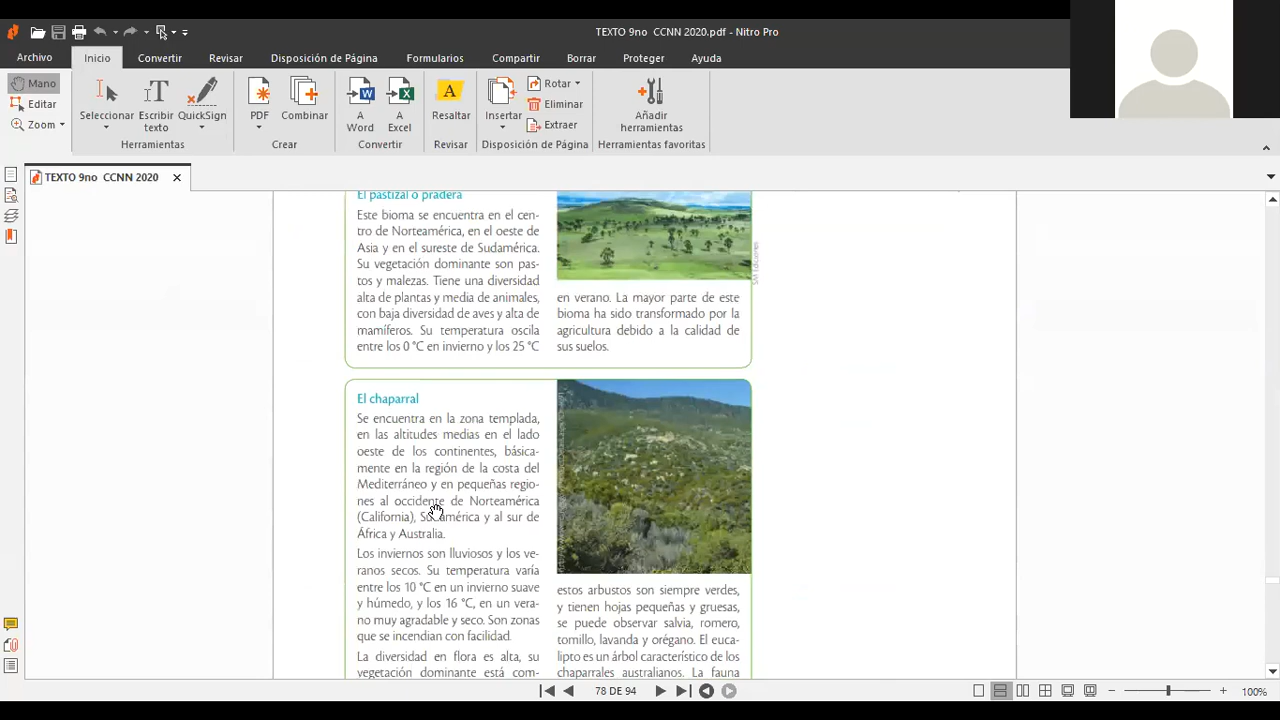 TEXTO 9no  CCNN 2020.pdf - Nitro Pro
Archivo
Inicio
Convertir
Revisar
Disposición de Página
Formularios
Compartir
Borrar
Proteger
Ayuda
Mano
Editar
Zoom
Seleccionar
Escribir
texto
QuickSign
Herramientas
PDF
Combinar
Crear
A
Word
A
Excel
Convertir
Resaltar
Revisar
Insertar
Rotar
Eliminar
Extraer
Disposición de Página
Añadir
herramientas
Herramientas favoritas
TEXTO 9no  CCNN 2020
El pastizal o pradera
Este bioma se encuentra en el cen-
tro de Norteamérica, en el oeste de
Asia y en el sureste de Sudamérica.
Su vegetación dominante son pas-
tos y malezas. Tiene una diversidad
alta de plantas y media de animales,
con baja diversidad de aves y alta de
mamíferos. Su temperatura oscila
entre los 0 °C en invierno y los 25 °C
en verano. La mayor parte de este
bioma ha sido transformado por la
agricultura debido a la calidad de
sus suelos.
SM Ediciones
El chaparral
Se encuentra en la zona templada,
en las altitudes medias en el lado
oeste de los continentes, básica-
mente en la región de la costa del
Mediterráneo y en pequeñas regio-
nes al occidente de Norteamérica
(California), Sudamérica y al sur de
África y Australia.
Los inviernos son lluviosos y los ve-
ranos secos. Su temperatura varía
entre los 10 °C en un invierno suave
y húmedo, y los 16 °C, en un vera-
no muy agradable y seco. Son zonas
que se incendian con facilidad.
La diversidad en flora es alta, su
vegetación dominante está com-
estos arbustos son siempre verdes,
y tienen hojas pequeñas y gruesas,
se puede observar salvia, romero,
tomillo, lavanda y orégano. El euca-
lipto es un árbol característico de los
chaparrales australianos. La fauna
78 DE 94
100%